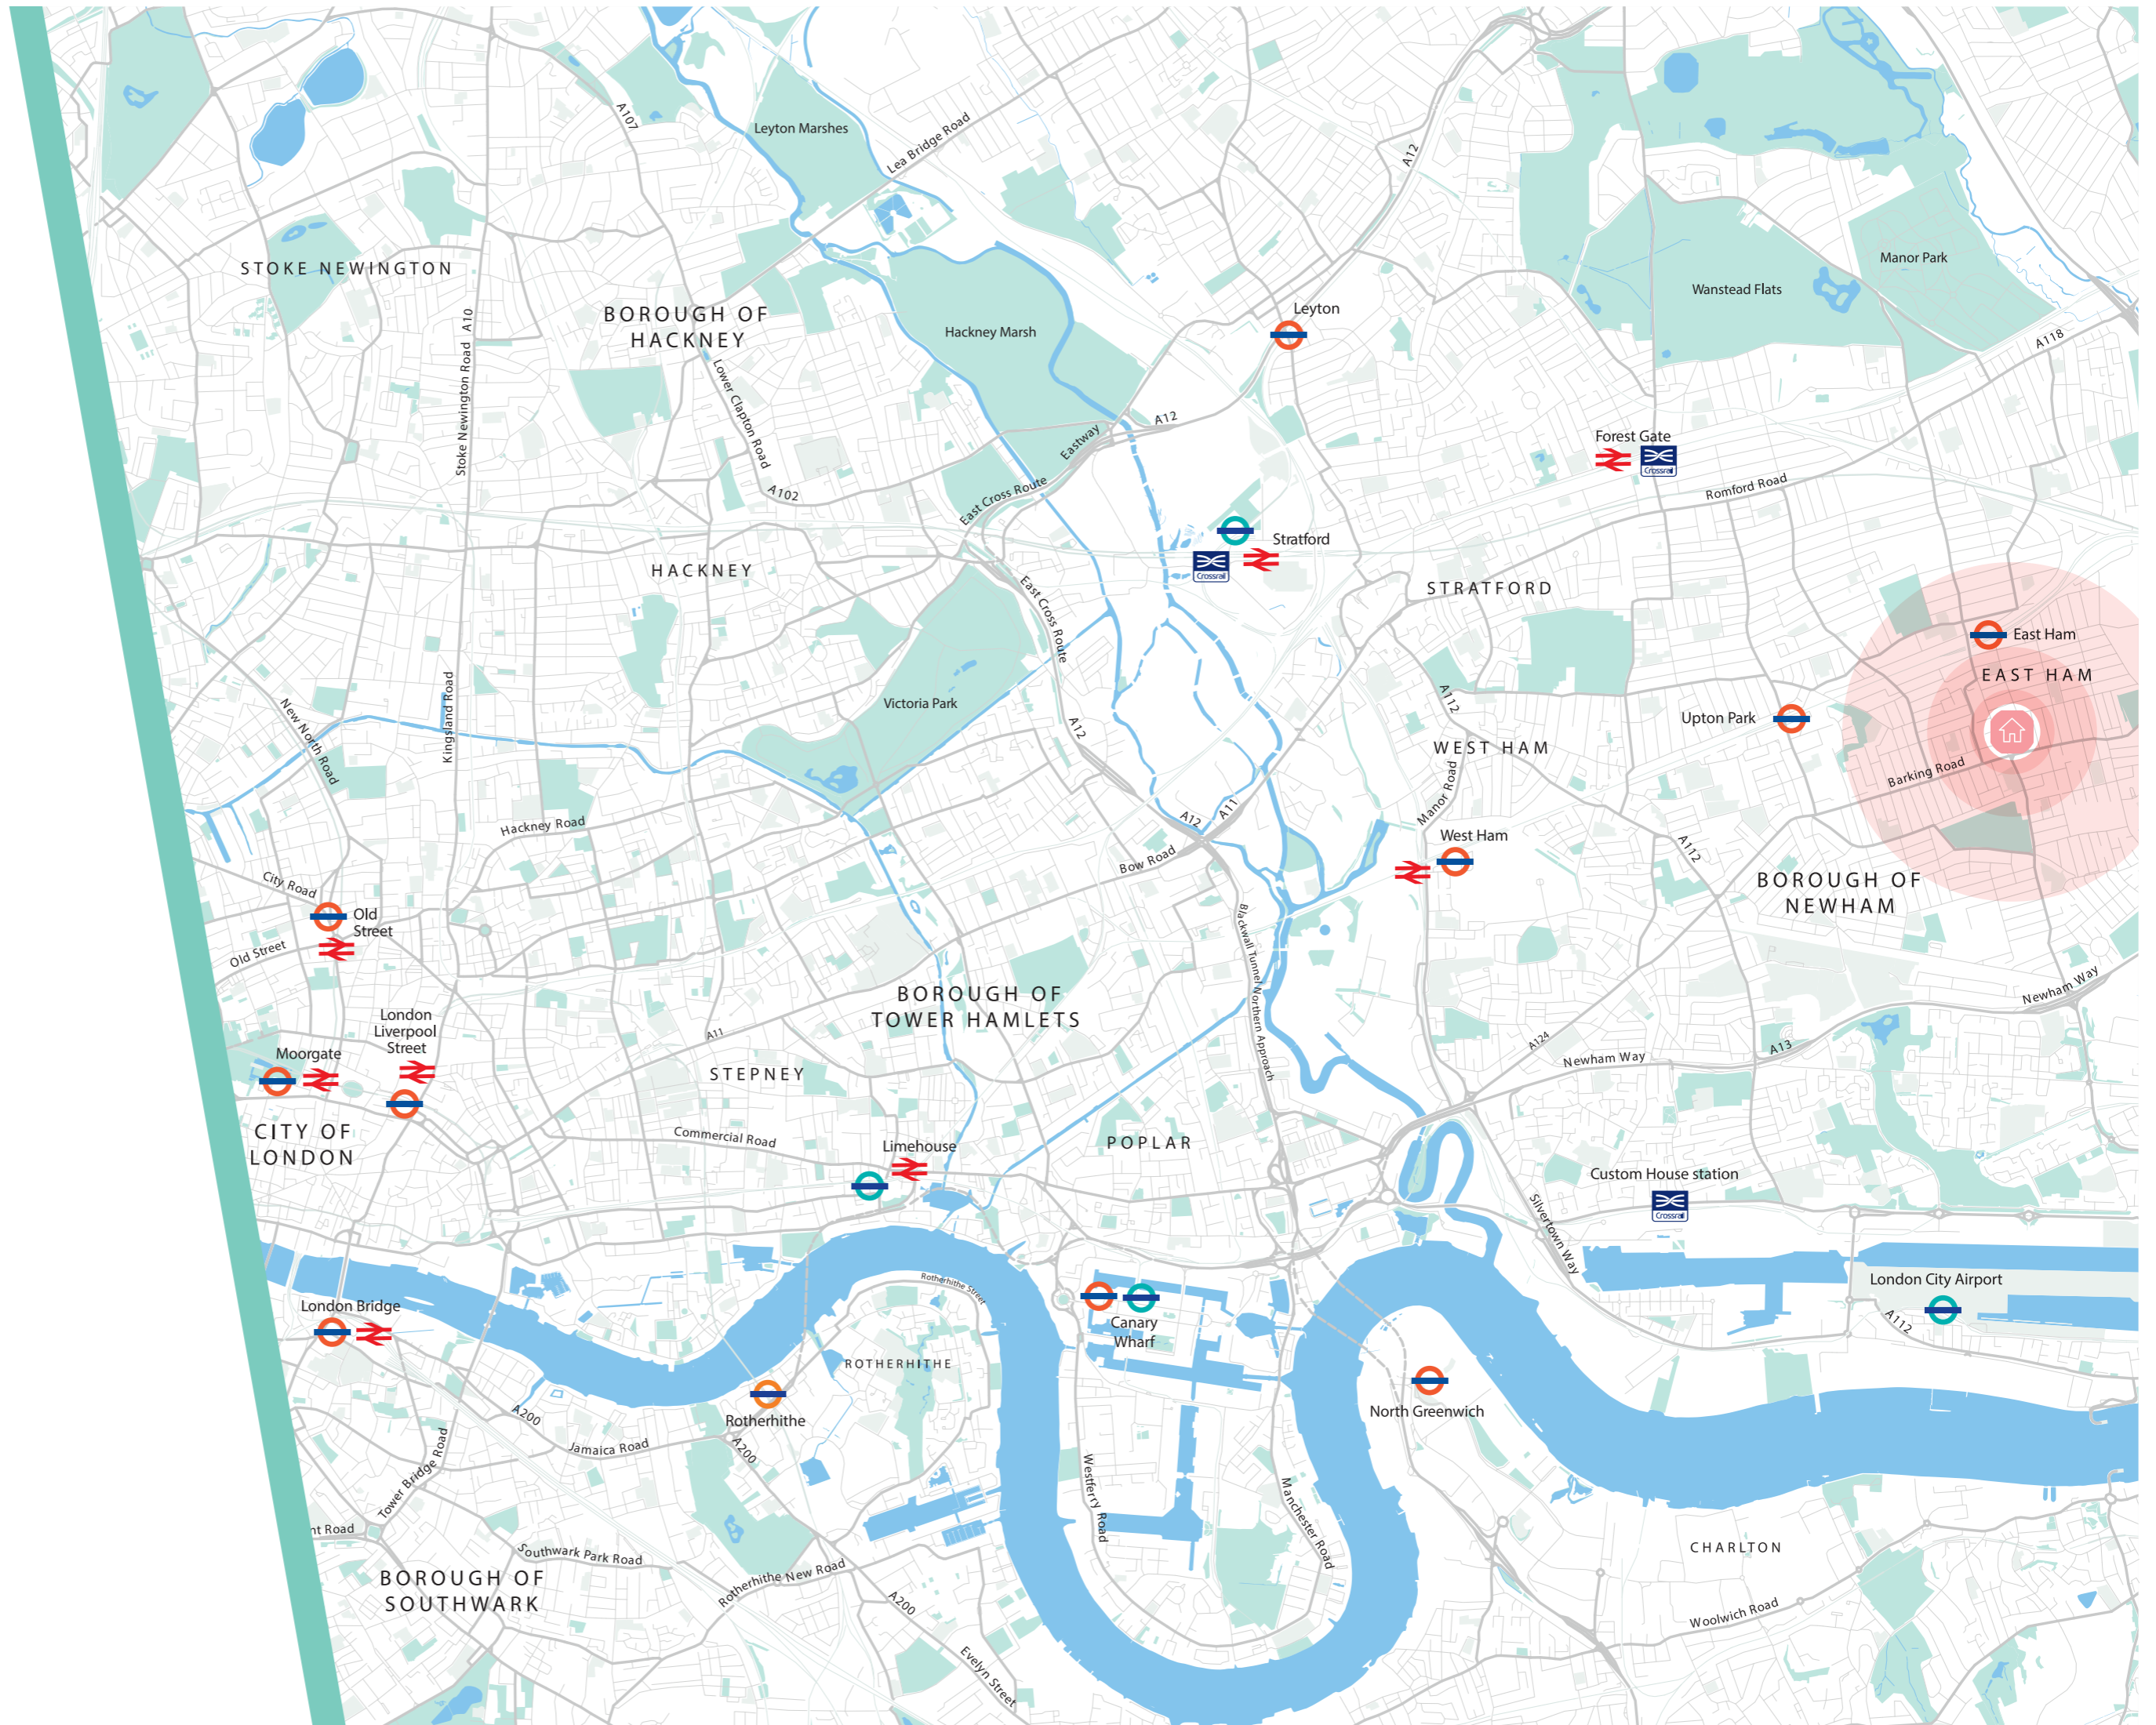 A107
Leyton Marshes
Lea Bridge Road
A12
STOKE NEWINGTON
Manor Park
Wanstead Flats
BOROUGH OF
HACKNEY
A10
Stoke Newington Road
Hackney Marsh
Leyton
A118
Lower Clapton Road
A12
Eastway
Forest Gate
Crossrail
A102
East Cross Route
Romford Road
Stratford
Crossrail
HACKNEY
STRATFORD
East Cross Route
East Ham
EAST HAM
Victoria Park
A112
Upton Park
New North Road
Kingsland Road
A12
WEST HAM
Barking Road
Manor Road
Hackney Road
A12
A11
West Ham
Bow Road
A112
City Road
BOROUGH OF
NEWHAM
Old
Street
Old Street
Blackwall Tunnel Northern Approach
BOROUGH OF
TOWER HAMLETS
Newham Way
London
Liverpool
Street
A11
A124
Moorgate
Newham Way
A13
STEPNEY
CITY OF
LONDON
Commercial Road
POPLAR
Limehouse
Custom House station
Crossrail
Silvertown Way
Rotherhithe Street
London City Airport
London Bridge
Canary
Wharf
A112
ROTHERHITHE
North Greenwich
Rotherhithe
A200
Jamaica Road
A200
Tower Bridge Road
Westferry Road
Manchester Road
nt Road
Southwark Park Road
CHARLTON
BOROUGH OF
SOUTHWARK
Rotherhithe New Road
A200
Woolwich Road
Evelyn Street